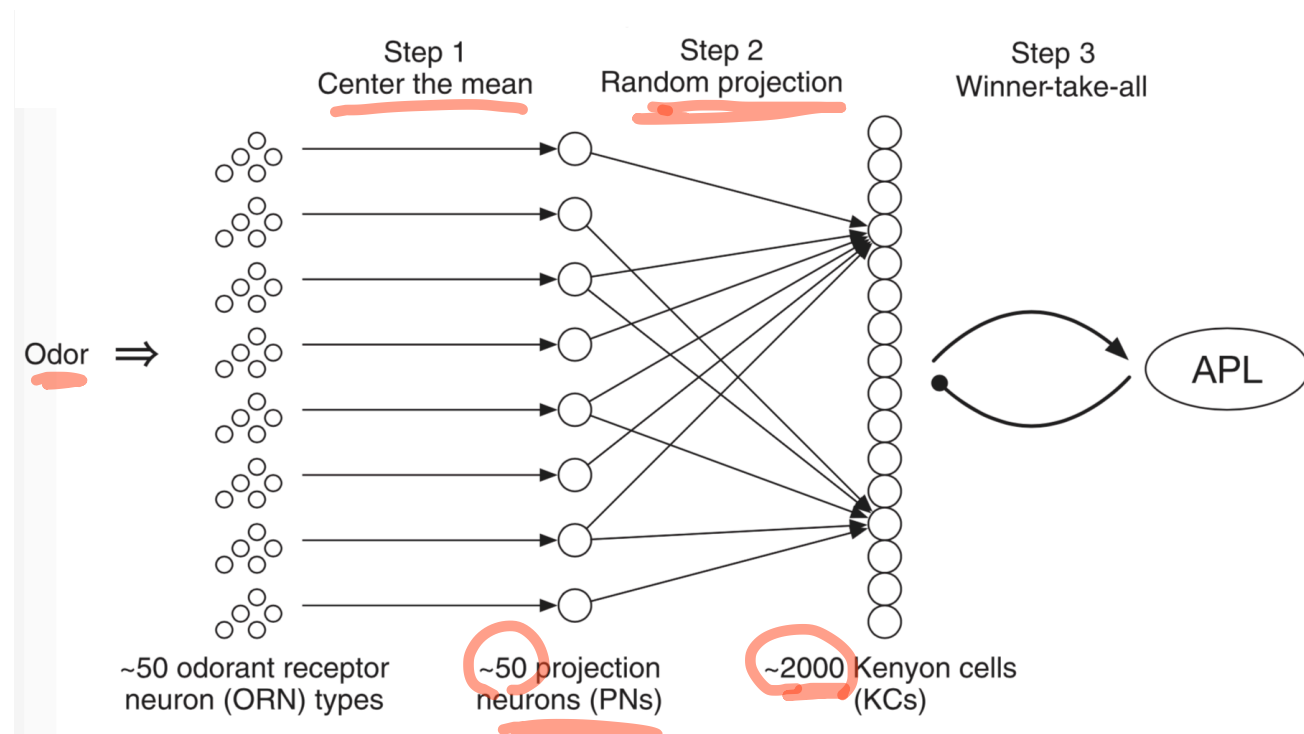 Step 1
Center the mean
Step 2
Random projection
Step 3
Winner-take-all
Odor ⇒
APL
~50 odorant receptor
neuron (ORN) types
~50 projection
neurons (PNs)
~2000 Kenyon cells
(KCs)